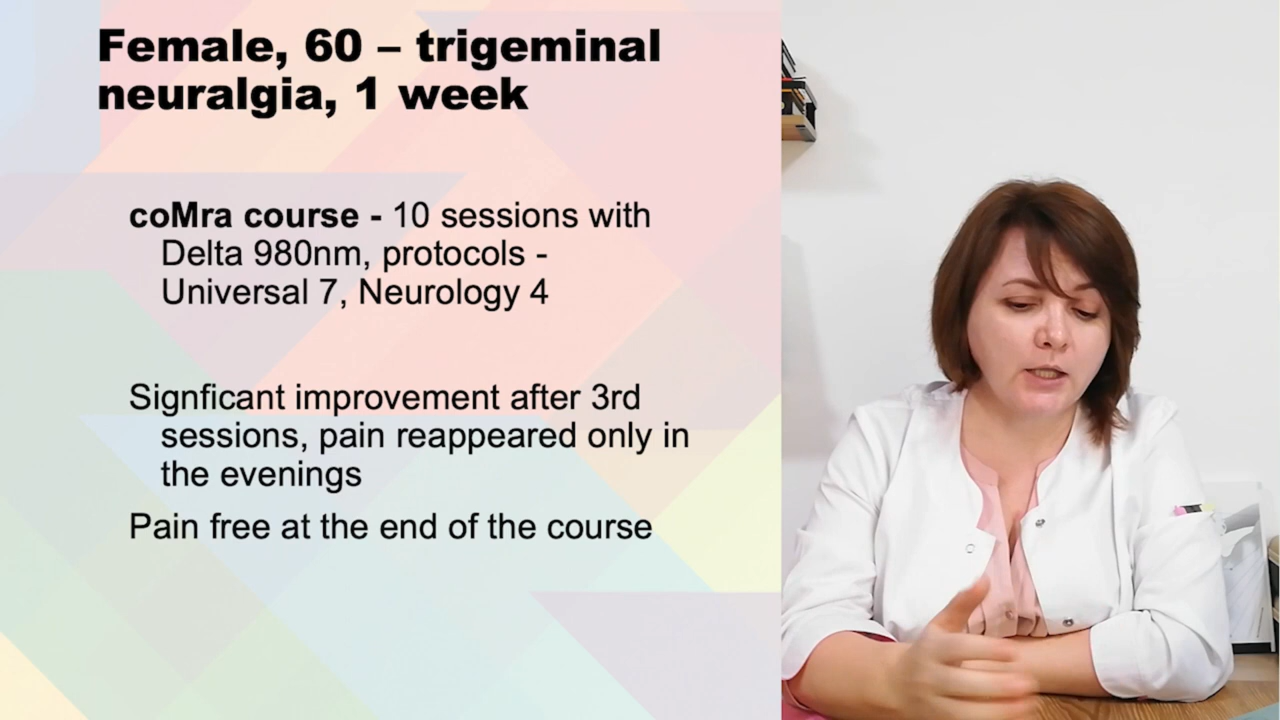 Female, 60 – trigeminal
neuralgia, 1 week
coMra course - 10 sessions with
Delta 980nm, protocols -
Universal 7, Neurology 4
Signficant improvement after 3rd
sessions, pain reappeared only in
the evenings
Pain free at the end of the course